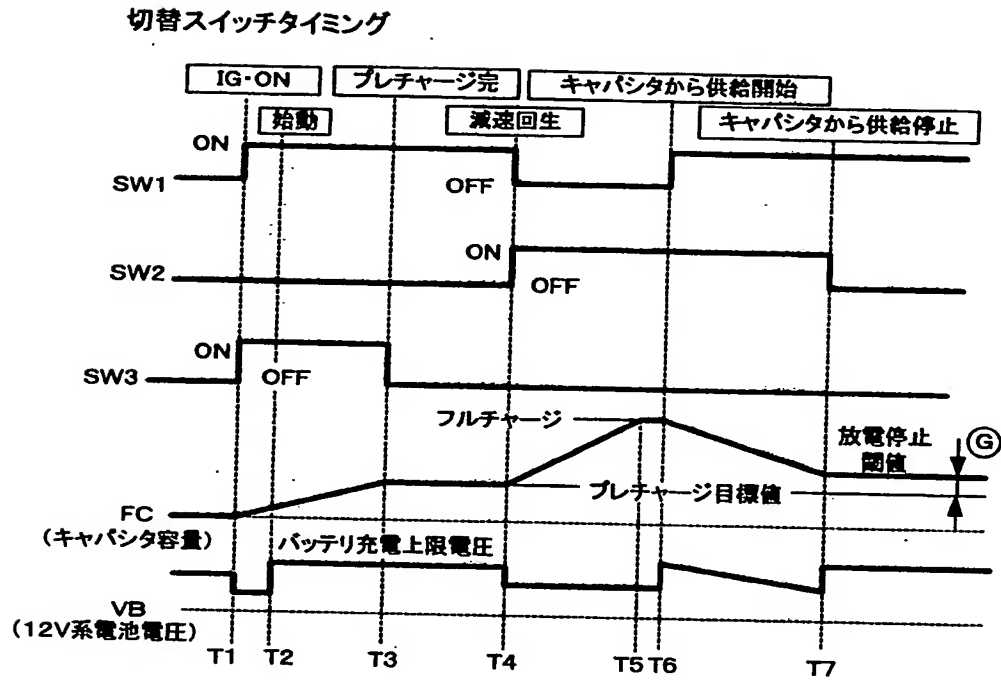 切替スイッチタイミング
IG・ON
プレチャージ完
キャパシタから供給開始
始動
減速回生
キャパシタから供給停止
ON
SW1
OFF
ON
SW2
OFF
ON
SW3
OFF
フルチャージ
放電停止
閾値
G
プレチャージ目標値
FC
(キャパシタ容量)
バッテリ充電上限電圧
VB
(12V系電池電圧)
T1
T2
T3
T4
T5
T6
T7